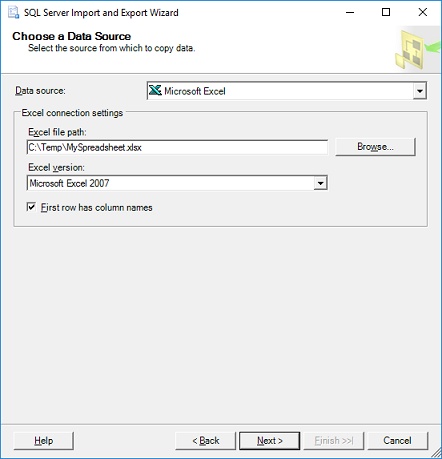 SQL Server Import and Export Wizard
Choose a Data Source
Select the source from which to copy data.
Data source:
Microsoft Excel
Excel connection settings
Excel file path:
C:\Temp\MySpreadsheet.xlsx
Browse...
Excel version:
Microsoft Excel 2007
First row has column names
Help
< Back
Next >
Finish >>|
Cancel